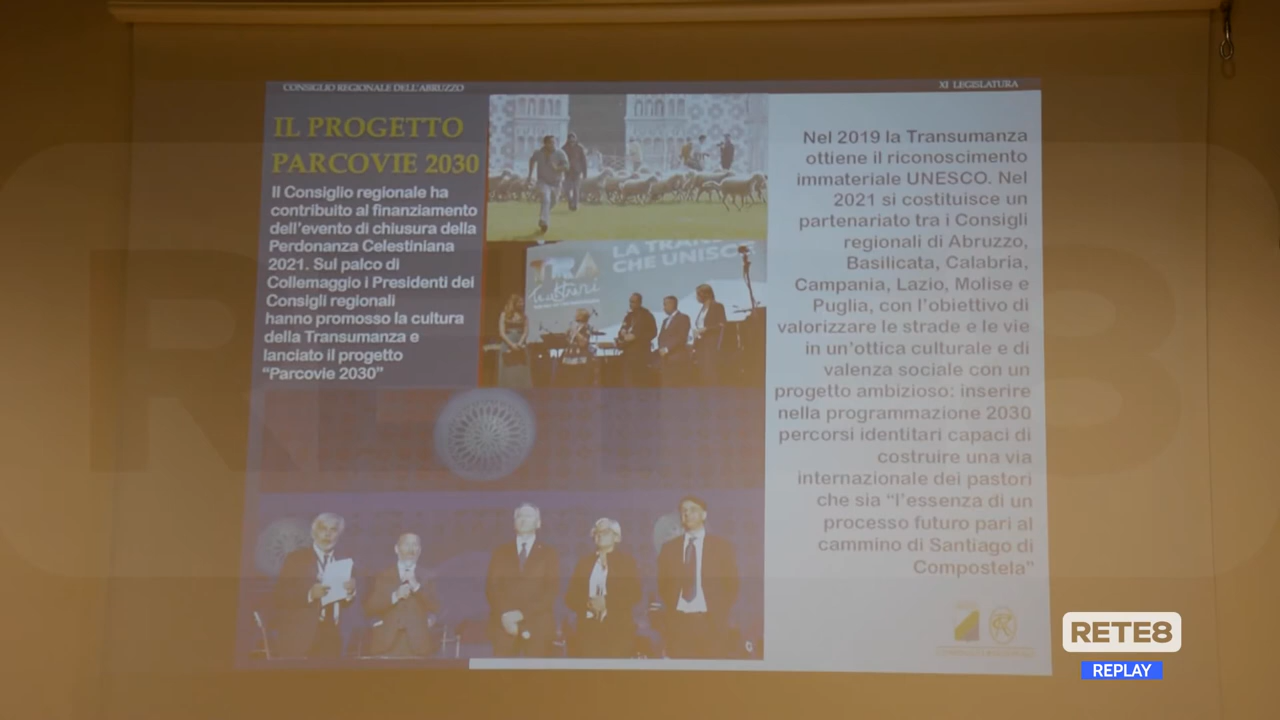 CONSIGLIO REGIONALE DELL'ABRUZZO
XI LEGISLATURA
IL PROGETTO
PARCOVIE 2030
Il Consiglio regionale ha
contribuito al finanziamento
dell'evento di chiusura della
Perdonanza Celestiniana
2021. Sul palco di
Collemaggio i Presidenti dei
Consigli regionali
hanno promosso la cultura
della Transumanza e
lanciato il progetto
"Parcovie 2030"
LA
CHE UNISCE
Nel 2019 la Transumanza
ottiene il riconoscimento
immateriale UNESCO. Nel
2021 si costituisce un
partenariato tra i Consigli
regionali di Abruzzo,
Basilicata, Calabria,
Campania, Lazio, Molise e
Puglia, con l'obiettivo di
valorizzare le strade e le vie
in un'ottica culturale e di
valenza sociale con un
progetto ambizioso: inserire
nella programmazione 2030
percorsi identitari capaci di
costruire una via
internazionale dei pastori
che sia "l'essenza di un
processo futuro pari al
cammino di Santiago di
Compostela"
RETE8
REPLAY